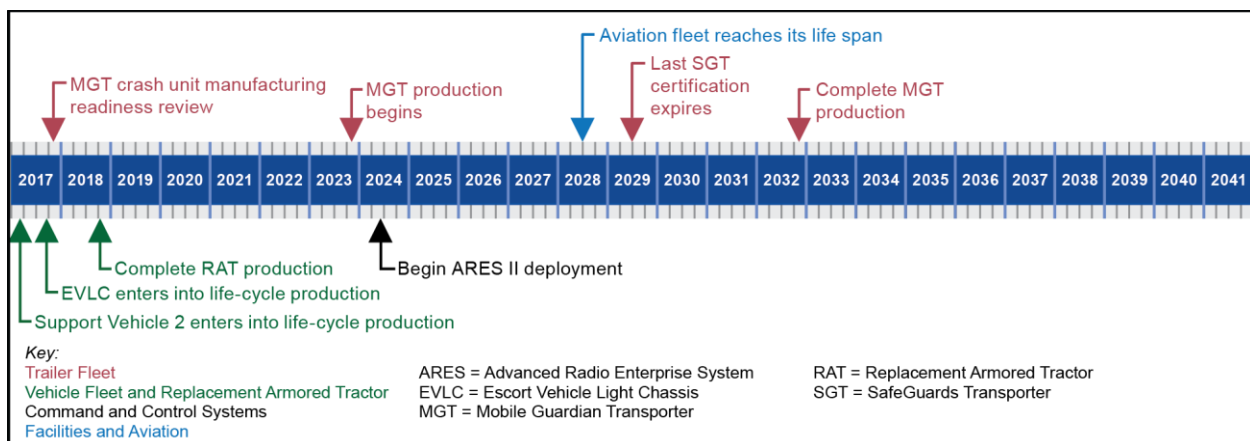 Aviation fleet reaches its life span
MGT crash unit manufacturing
readiness review
MGT production
begins
Last SGT
certification
expires
Complete MGT
production
2017 2018 2019 2020 2021 2022 2023 2024 2025 2026 2027 2028 2029 2030 2031 2032 2033 2034 2035 2036 2037 2038 2039 2040 2041
Complete RAT production
Begin ARES II deployment
EVLC enters into life-cycle production
Support Vehicle 2 enters into life-cycle production
Key:
Trailer Fleet
Vehicle Fleet and Replacement Armored Tractor
Command and Control Systems
Facilities and Aviation
ARES = Advanced Radio Enterprise System
EVLC = Escort Vehicle Light Chassis
MGT = Mobile Guardian Transporter
RAT = Replacement Armored Tractor
SGT = SafeGuards Transporter